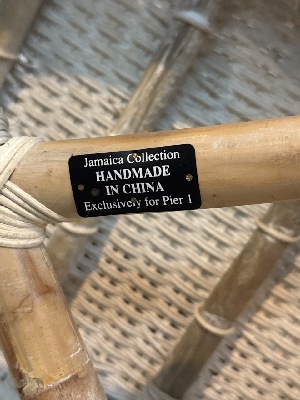 Jamaica Collection
HANDMADE
IN CHINA
Exclusively for Pier 1